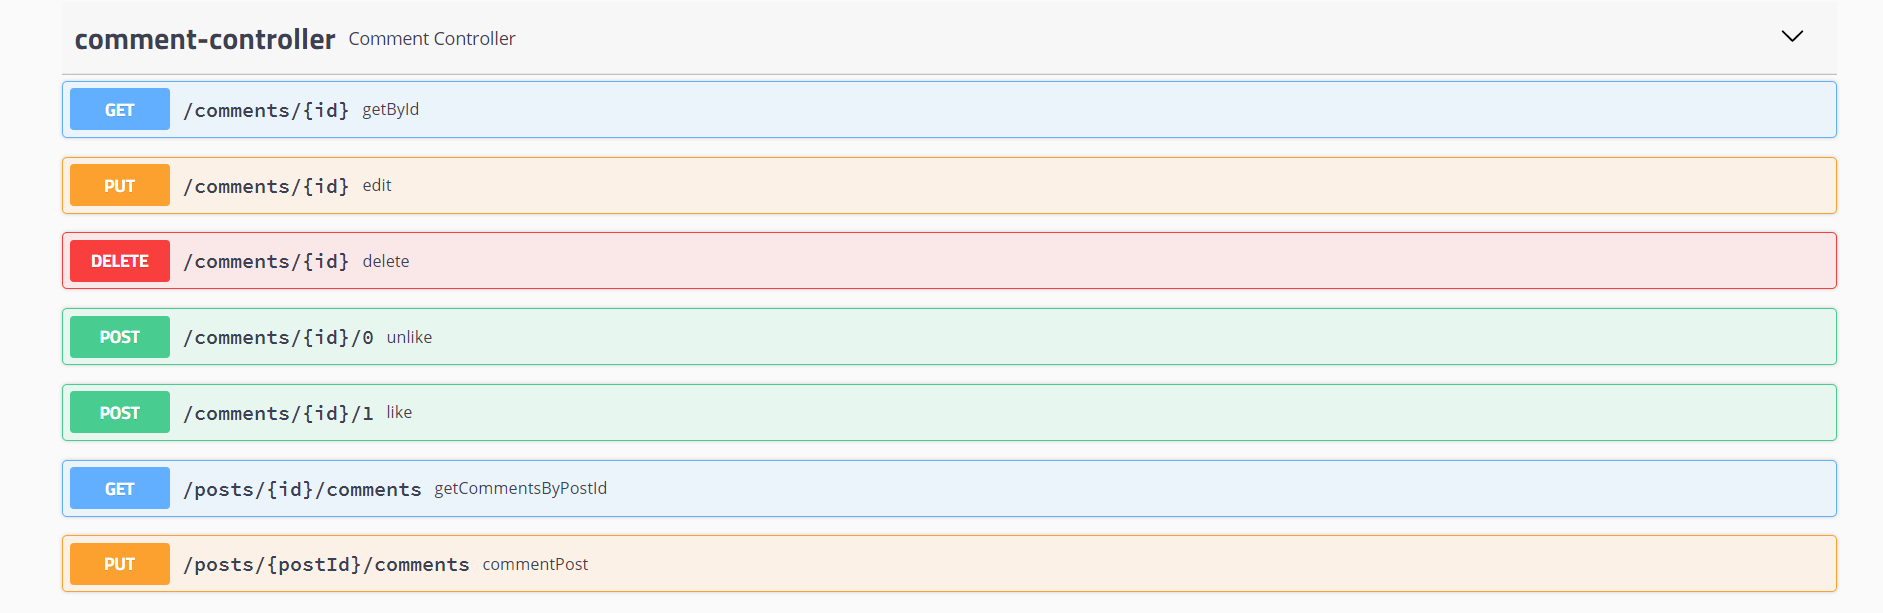 comment-controller Comment Controller
GET /comments/{id} getById
PUT /comments/{id} edit
DELETE /comments/{id} delete
POST /comments/{id}/0 unlike
POST /comments/{id}/1 like
GET /posts/{id}/comments getCommentsByPostId
PUT /posts/{postId}/comments commentPost